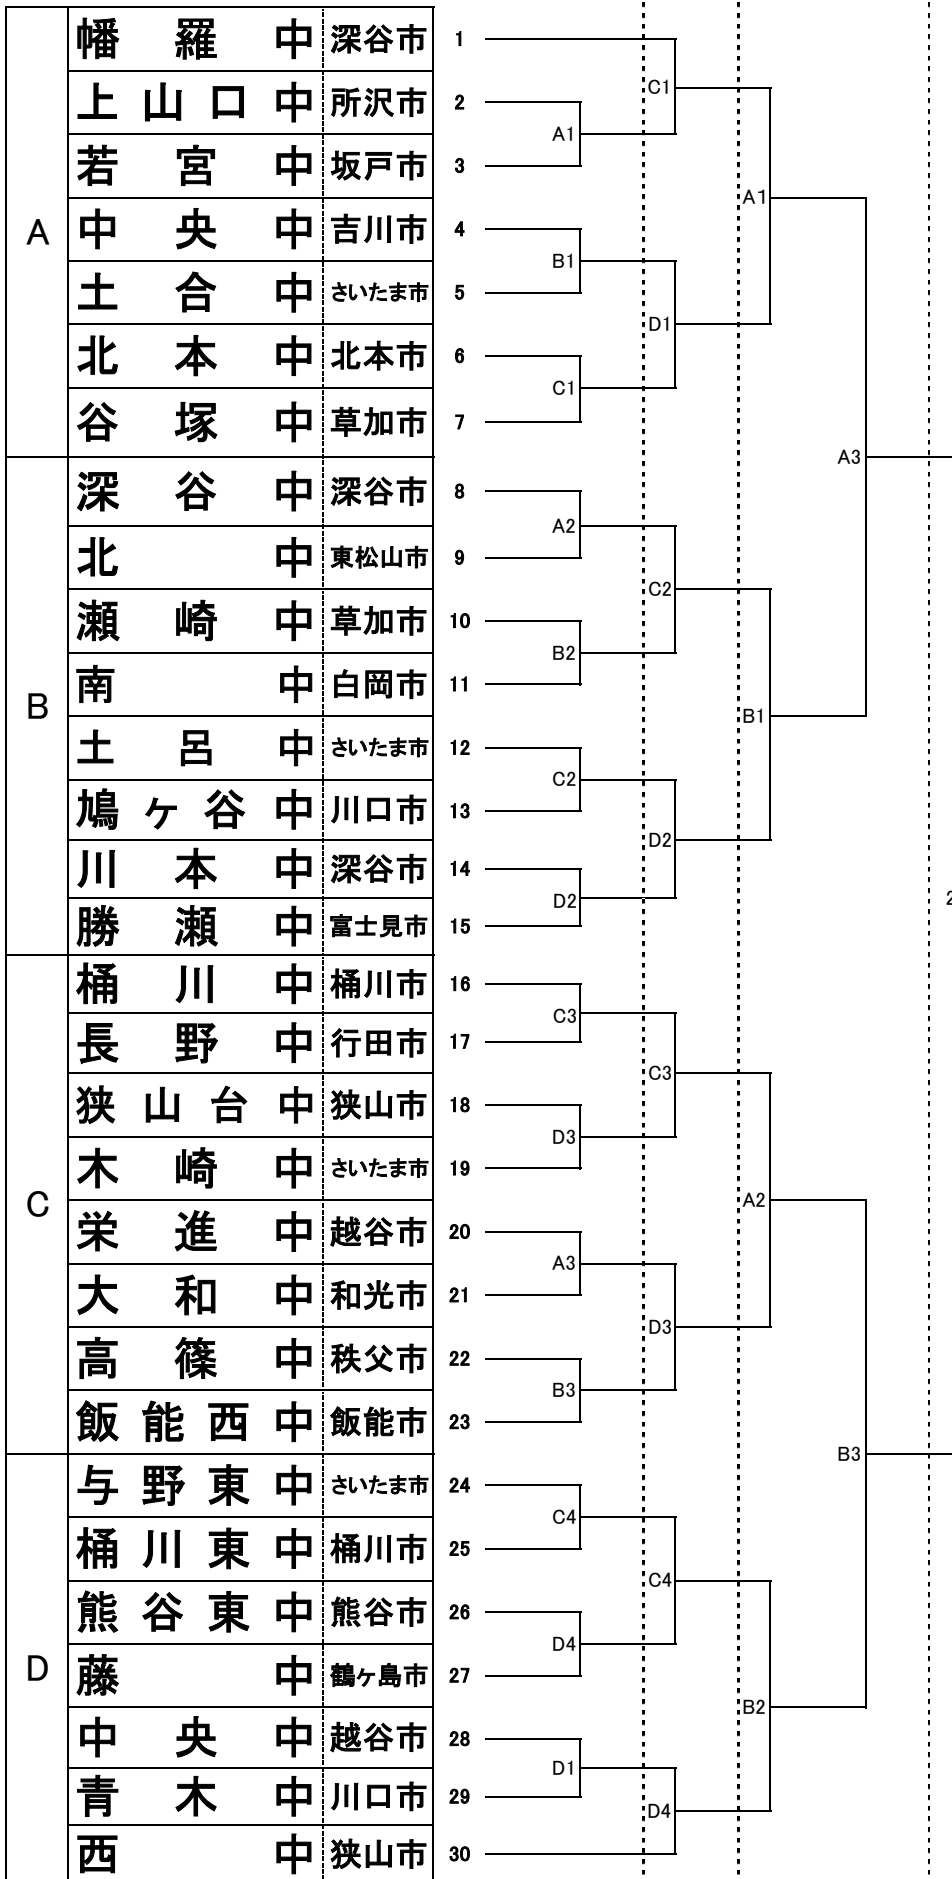 A
幡羅中 深谷市 1
上山口中 所沢市 2
若宮中 坂戸市 3
中央中 吉川市 4
土合中 さいたま市 5
北本中 北本市 6
谷塚中 草加市 7
B
深谷中 深谷市 8
北中 東松山市 9
瀬崎中 草加市 10
南中 白岡市 11
土呂中 さいたま市 12
鳩ヶ谷中 川口市 13
川本中 深谷市 14
勝瀬中 富士見市 15
C
桶川中 桶川市 16
長野中 行田市 17
狭山台中 狭山市 18
木崎中 さいたま市 19
栄進中 越谷市 20
大和中 和光市 21
高篠中 秩父市 22
飯能西中 飯能市 23
D
与野東中 さいたま市 24
桶川東中 桶川市 25
熊谷東中 熊谷市 26
藤中 鶴ヶ島市 27
中央中 越谷市 28
青木中 川口市 29
西中 狭山市 30
A1
B1
C1
A2
B2
C2
D2
C3
D3
A3
B3
C4
D4
D1
C1
D1
C2
D2
C3
D3
C4
D4
A1
B1
A2
B2
A3
B3